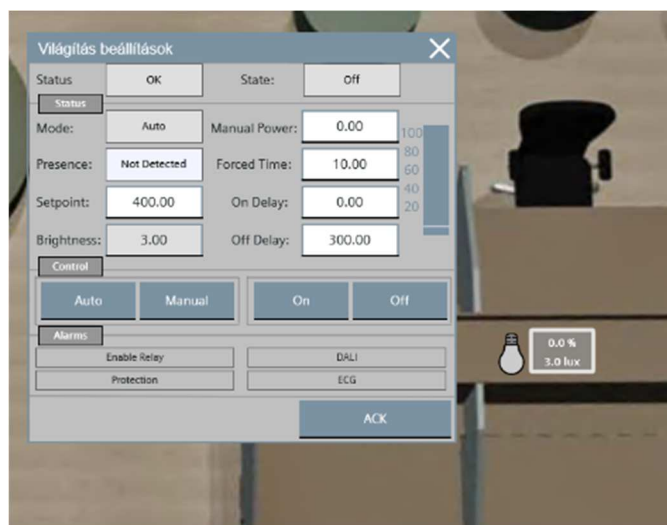 Világítás beállítások
Status OK State: Off
Status
Mode: Auto Manual Power: 0.00 100
Presence: Not Detected Forced Time: 10.00 80 60
Setpoint: 400.00 On Delay: 0.00 40 20
Brightness: 3.00 Off Delay: 300.00
Control
Auto Manual On Off
Alarms
Enable Relay DALI
Protection ECG
ACK
0.0 %
3.0 lux